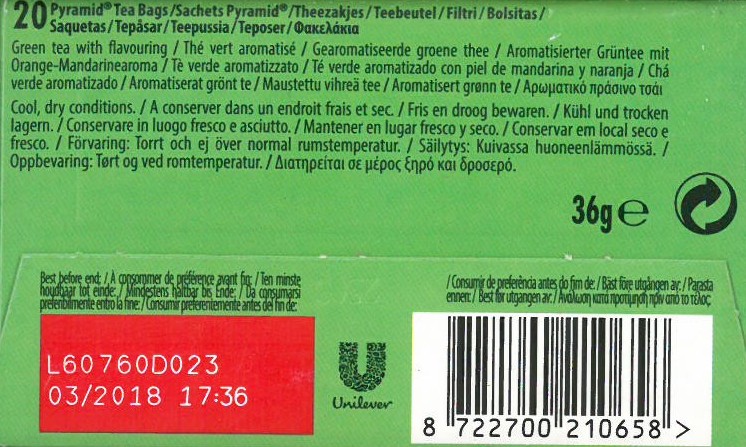 20 Pyramid® Tea Bags /Sachets Pyramid®/Theezakjes / Teebeutel / Filtri / Bolsitas /
Saquetas / Tepåsar / Teepussia / Teposer / Φακελάκια
Green tea with flavouring / Thé vert aromatisé / Gearomatiseerde groene thee / Aromatisierter Grüntee mit
Orange-Mandarinearoma / Tè verde aromatizzato / Té verde aromatizado con piel de mandarina y naranja / Chá
verde aromatizado / Aromatiserat grönt te / Maustettu vihreä tee / Aromatisert grønn te / Αρωματικό πράσινο τσάι
Cool, dry conditions. / A conserver dans un endroit frais et sec. / Fris en droog bewaren. / Kühl und trocken
lagern. / Conservare in luogo fresco e asciutto. / Mantener en lugar fresco y seco. / Conservar em local seco e
fresco. / Förvaring: Torrt och ej över normal rumstemperatur. / Säilytys: Kuivassa huoneenlämmössä. /
Oppbevaring: Tørt og ved romtemperatur. / Διατηρείται σε μέρος ξηρό και δροσερό.
36g ℮
Best before end: / A consommer de préférence avant fin: / Ten minste
houdbaar tot einde: / Mindestens haltbar bis Ende: / Da consumarsi
preferibilmente entro la fine: / Consumir preferentemente antes del fin de:
/ Consumir de preferência antes do fim de: / Bäst före utgången av: / Parasta
ennen: / Best før utgangen av: / Ανάλωση κατά προτίμηση πριν από το τέλος:
L60760D023
03/2018 17:36
Unilever
8 722700 210658 >